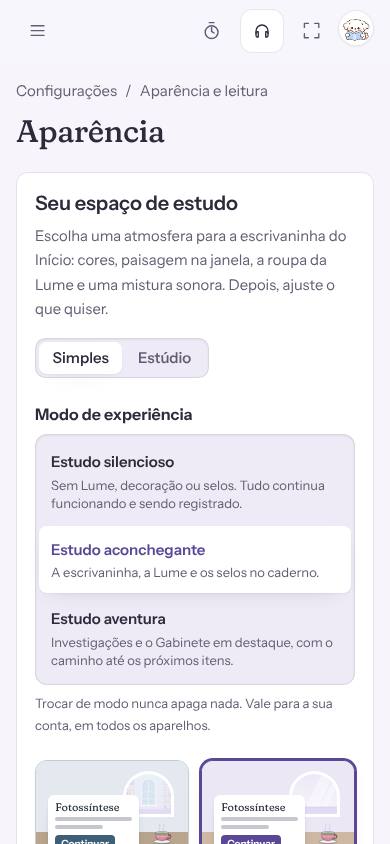 Configurações / Aparência e leitura
Aparência
Seu espaço de estudo
Escolha uma atmosfera para a escrivaninha do
Início: cores, paisagem na janela, a roupa da
Lume e uma mistura sonora. Depois, ajuste o
que quiser.
Simples Estúdio
Modo de experiência
Estudo silencioso
Sem Lume, decoração ou selos. Tudo continua
funcionando e sendo registrado.
Estudo aconchegante
A escrivaninha, a Lume e os selos no caderno.
Estudo aventura
Investigações e o Gabinete em destaque, com o
caminho até os próximos itens.
Trocar de modo nunca apaga nada. Vale para a sua
conta, em todos os aparelhos.
Fotossíntese Fotossíntese
Continuar Continuar